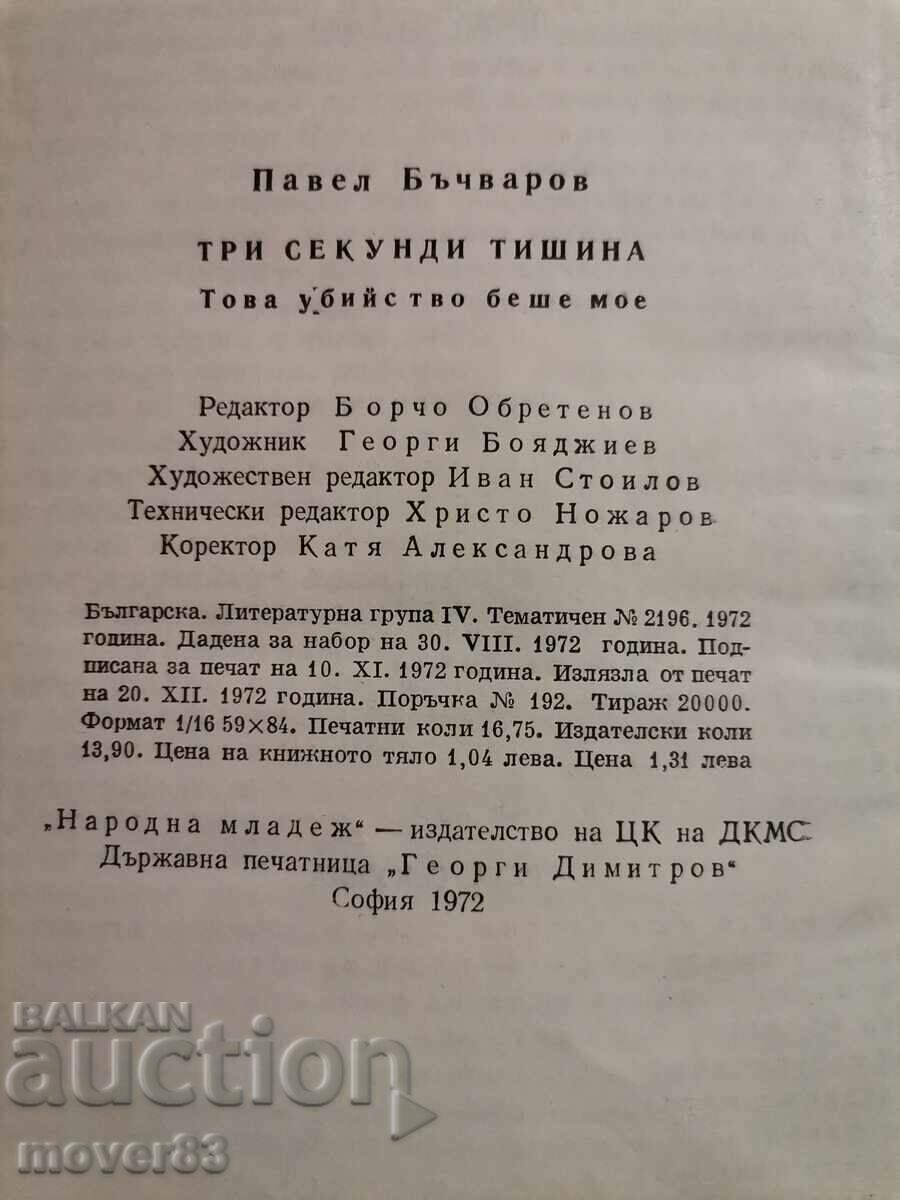 Павел Бъчваров
ТРИ СЕКУНДИ ТИШИНА
Това убийство беше мое
Редактор Борчо Обретенов
Художник Георги Бояджиев
Художествен редактор Иван Стоилов
Технически редактор Христо Ножаров
Коректор Катя Александрова
Българска. Литературна група IV. Тематичен № 2196. 1972
година. Дадена за набор на 30. VIII. 1972 година. Под-
писана за печат на 10. XI. 1972 година. Излязла от печат
на 20. XII. 1972 година. Поръчка № 192. Тираж 20000.
Формат 1/16 59×84. Печатни коли 16,75. Издателски коли
13,90. Цена на книжното тяло 1,04 лева. Цена 1,31 лева
„Народна младеж“ — издателство на ЦК на ДКМС
Държавна печатница „Георги Димитров“
София 1972
BALKAN
auction
mover83